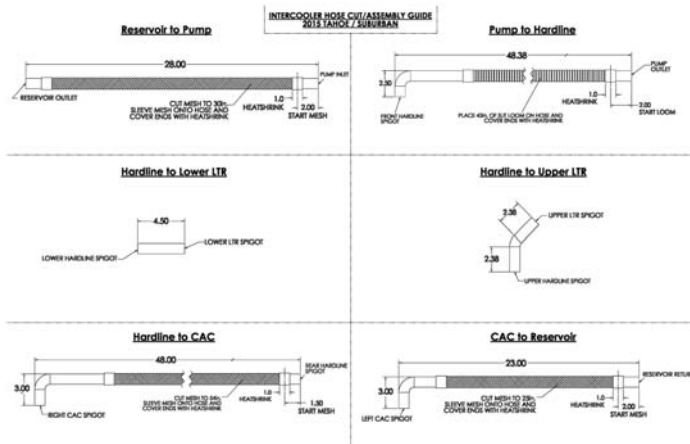 INTERCOOLER HOSE CUT/ASSEMBLY GUIDE
2015 TAHOE / SUBURBAN
Reservoir to Pump
28.00
RESERVOIR OUTLET
PUMP INLET
CUT MESH TO 30in.
SLEEVE MESH ONTO HOSE AND
COVER ENDS WITH HEATSHRINK
1.0
HEATSHRINK
2.00
START MESH
Pump to Hardline
48.38
PUMP
OUTLET
FRONT HARDLINE
SPIGOT
PLACE 43in. OF SLIT LOOM ON HOSE AND
COVER ENDS WITH HEATSHRINK
1.0
HEATSHRINK
2.00
START LOOM
Hardline to Lower LTR
4.50
LOWER HARDLINE SPIGOT
LOWER LTR SPIGOT
Hardline to Upper LTR
2.38
UPPER LTR SPIGOT
2.38
UPPER HARDLINE SPIGOT
Hardline to CAC
48.00
3.00
RIGHT CAC SPIGOT
REAR HARDLINE
SPIGOT
CUT MESH TO 54in.
SLEEVE MESH ONTO HOSE AND
COVER ENDS WITH HEATSHRINK
1.0
HEATSHRINK
1.50
START MESH
CAC to Reservoir
23.00
3.00
LEFT CAC SPIGOT
RESERVOIR RETURN
CUT MESH TO 25in.
SLEEVE MESH ONTO HOSE AND
COVER ENDS WITH HEATSHRINK
1.0
HEATSHRINK
2.00
START MESH